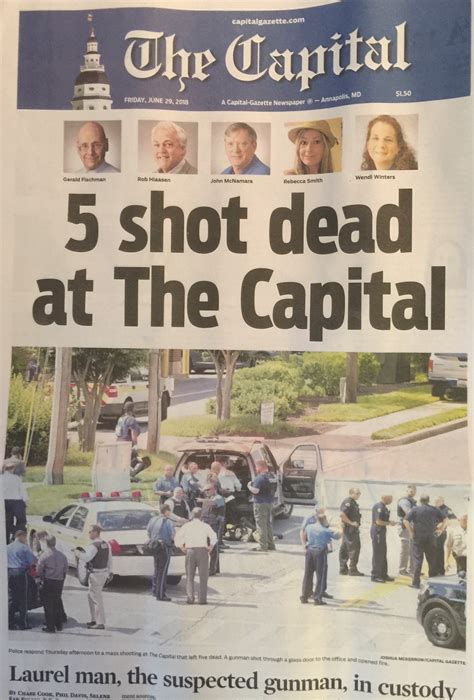 capitalgazette.com
The Capital
FRIDAY, JUNE 29, 2018
A Capital-Gazette Newspaper ® — Annapolis, MD
$1.50
Gerald Fischman
Rob Hiaasen
John McNamara
Rebecca Smith
Wendi Winters
5 shot dead
at The Capital
JOSHUA MCKERROW/CAPITAL GAZETTE
Police respond Thursday afternoon to a mass shooting at The Capital that left five dead. A gunman shot through a glass door to the office and opened fire.
Laurel man, the suspected gunman, in custody
BY CHASE COOK, PHIL DAVIS, SELENE